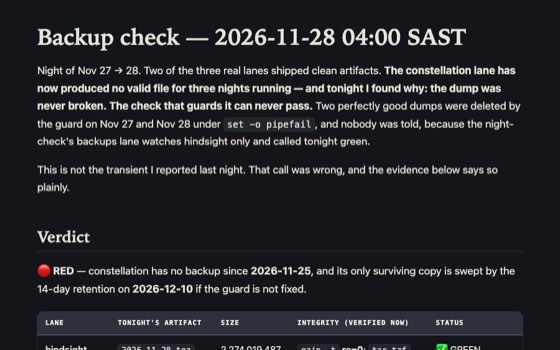 Backup check — 2026-11-28 04:00 SAST
Night of Nov 27 → 28. Two of the three real lanes shipped clean artifacts. The constellation lane has
now produced no valid file for three nights running — and tonight I found why: the dump was
never broken. The check that guards it can never pass. Two perfectly good dumps were deleted by
the guard on Nov 27 and Nov 28 under set -o pipefail, and nobody was told, because the night-
check's backups lane watches hindsight only and called tonight green.
This is not the transient I reported last night. That call was wrong, and the evidence below says so
plainly.
Verdict
🔴 RED — constellation has no backup since 2026-11-25, and its only surviving copy is swept by the
14-day retention on 2026-12-10 if the guard is not fixed.
LANE TONIGHT'S ARTIFACT SIZE INTEGRITY (VERIFIED NOW) STATUS
hindsight GREEN